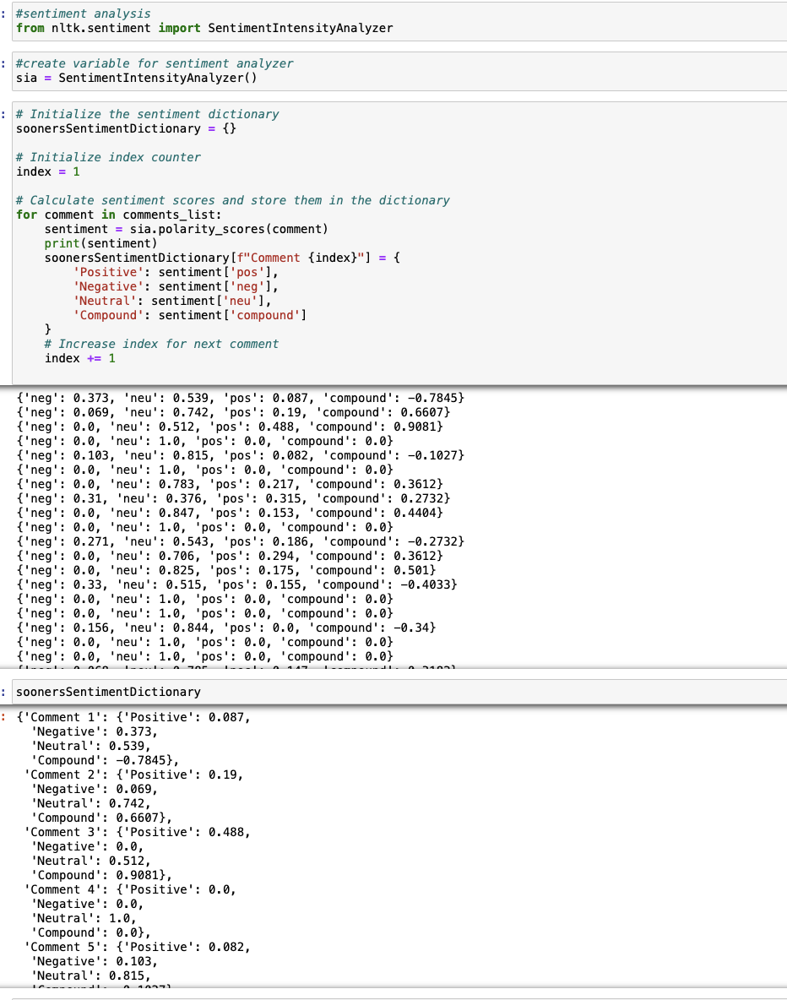 : #sentiment analysis
from nltk.sentiment import SentimentIntensityAnalyzer
: #create variable for sentiment analyzer
sia = SentimentIntensityAnalyzer()
: # Initialize the sentiment dictionary
soonersSentimentDictionary = {}
# Initialize index counter
index = 1
# Calculate sentiment scores and store them in the dictionary
for comment in comments_list:
    sentiment = sia.polarity_scores(comment)
    print(sentiment)
    soonersSentimentDictionary[f"Comment {index}"] = {
        'Positive': sentiment['pos'],
        'Negative': sentiment['neg'],
        'Neutral': sentiment['neu'],
        'Compound': sentiment['compound']
    }
    # Increase index for next comment
    index += 1
{'neg': 0.373, 'neu': 0.539, 'pos': 0.087, 'compound': -0.7845}
{'neg': 0.069, 'neu': 0.742, 'pos': 0.19, 'compound': 0.6607}
{'neg': 0.0, 'neu': 0.512, 'pos': 0.488, 'compound': 0.9081}
{'neg': 0.0, 'neu': 1.0, 'pos': 0.0, 'compound': 0.0}
{'neg': 0.103, 'neu': 0.815, 'pos': 0.082, 'compound': -0.1027}
{'neg': 0.0, 'neu': 1.0, 'pos': 0.0, 'compound': 0.0}
{'neg': 0.0, 'neu': 0.783, 'pos': 0.217, 'compound': 0.3612}
{'neg': 0.31, 'neu': 0.376, 'pos': 0.315, 'compound': 0.2732}
{'neg': 0.0, 'neu': 0.847, 'pos': 0.153, 'compound': 0.4404}
{'neg': 0.0, 'neu': 1.0, 'pos': 0.0, 'compound': 0.0}
{'neg': 0.271, 'neu': 0.543, 'pos': 0.186, 'compound': -0.2732}
{'neg': 0.0, 'neu': 0.706, 'pos': 0.294, 'compound': 0.3612}
{'neg': 0.0, 'neu': 0.825, 'pos': 0.175, 'compound': 0.501}
{'neg': 0.33, 'neu': 0.515, 'pos': 0.155, 'compound': -0.4033}
{'neg': 0.0, 'neu': 1.0, 'pos': 0.0, 'compound': 0.0}
{'neg': 0.0, 'neu': 1.0, 'pos': 0.0, 'compound': 0.0}
{'neg': 0.156, 'neu': 0.844, 'pos': 0.0, 'compound': -0.34}
{'neg': 0.0, 'neu': 1.0, 'pos': 0.0, 'compound': 0.0}
{'neg': 0.0, 'neu': 1.0, 'pos': 0.0, 'compound': 0.0}
: soonersSentimentDictionary
: {'Comment 1': {'Positive': 0.087,
  'Negative': 0.373,
  'Neutral': 0.539,
  'Compound': -0.7845},
 'Comment 2': {'Positive': 0.19,
  'Negative': 0.069,
  'Neutral': 0.742,
  'Compound': 0.6607},
 'Comment 3': {'Positive': 0.488,
  'Negative': 0.0,
  'Neutral': 0.512,
  'Compound': 0.9081},
 'Comment 4': {'Positive': 0.0,
  'Negative': 0.0,
  'Neutral': 1.0,
  'Compound': 0.0},
 'Comment 5': {'Positive': 0.082,
  'Negative': 0.103,
  'Neutral': 0.815,